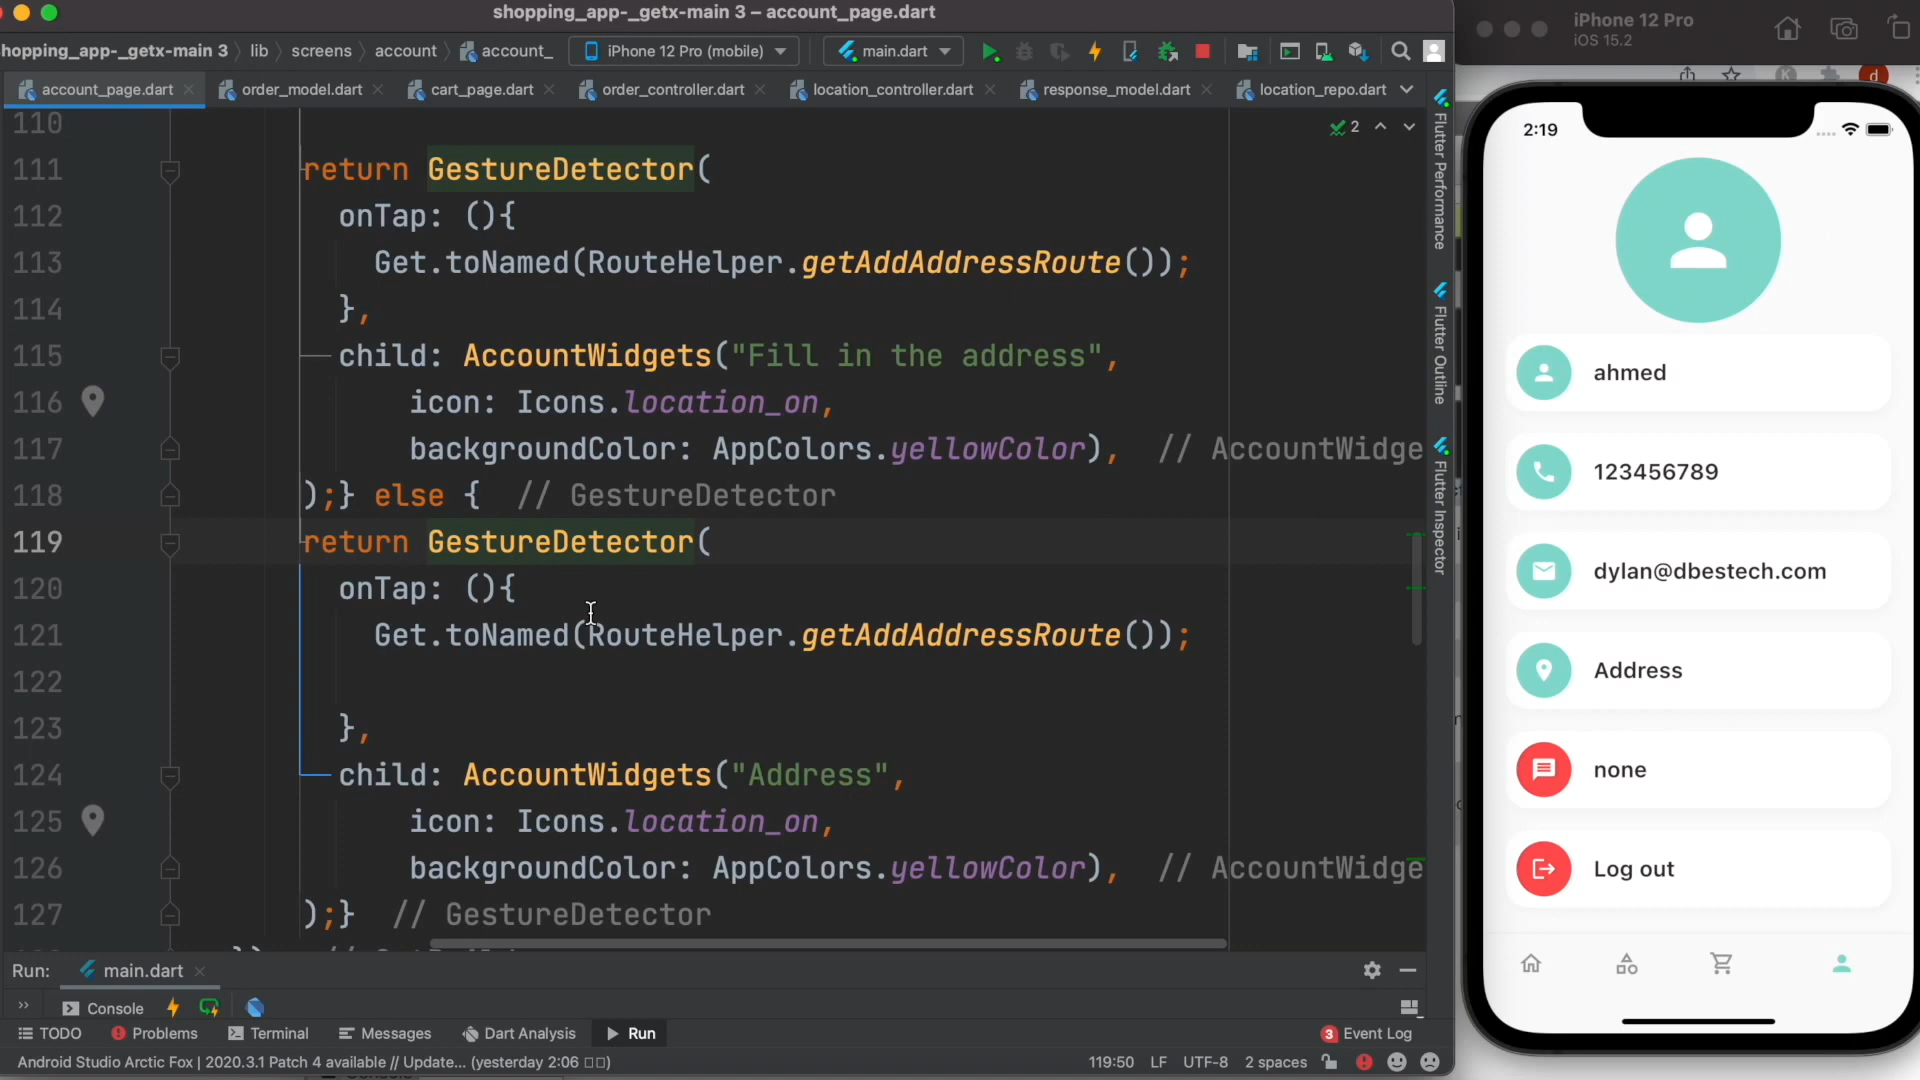 shopping_app-_getx-main 3 – account_page.dart
hopping_app-_getx-main 3 lib screens account account_ iPhone 12 Pro (mobile) main.dart
account_page.dart order_model.dart cart_page.dart order_controller.dart location_controller.dart response_model.dart location_repo.dart
2
110
111 return GestureDetector(
112 onTap: (){
113 Get.toNamed(RouteHelper.getAddAddressRoute());
114 },
115 child: AccountWidgets("Fill in the address",
116 icon: Icons.location_on,
117 backgroundColor: AppColors.yellowColor), // AccountWidge
118 );} else { // GestureDetector
119 return GestureDetector(
120 onTap: (){
121 Get.toNamed(RouteHelper.getAddAddressRoute());
122
123 },
124 child: AccountWidgets("Address",
125 icon: Icons.location_on,
126 backgroundColor: AppColors.yellowColor), // AccountWidge
127 );} // GestureDetector
Flutter Performance
Flutter Outline
Flutter Inspector
Run: main.dart
Console
TODO Problems Terminal Messages Dart Analysis Run 3 Event Log
Android Studio Arctic Fox | 2020.3.1 Patch 4 available // Update... (yesterday 2:06 119:50 LF UTF-8 2 spaces
iPhone 12 Pro
iOS 15.2
K d
2:19
ahmed
123456789
dylan@dbestech.com
Address
none
Log out